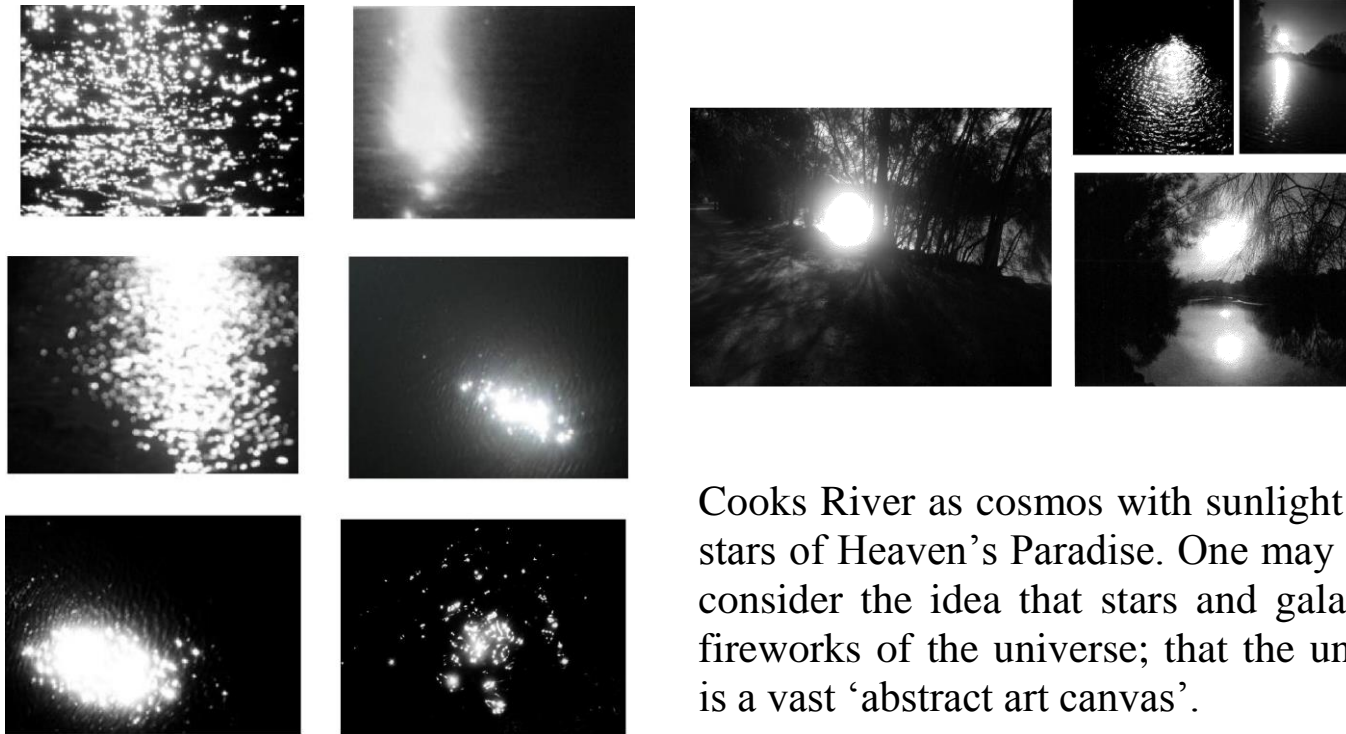 Cooks River as cosmos with sunlight
stars of Heaven’s Paradise. One may
consider the idea that stars and
fireworks of the universe; that the
is a vast ‘abstract art canvas’.